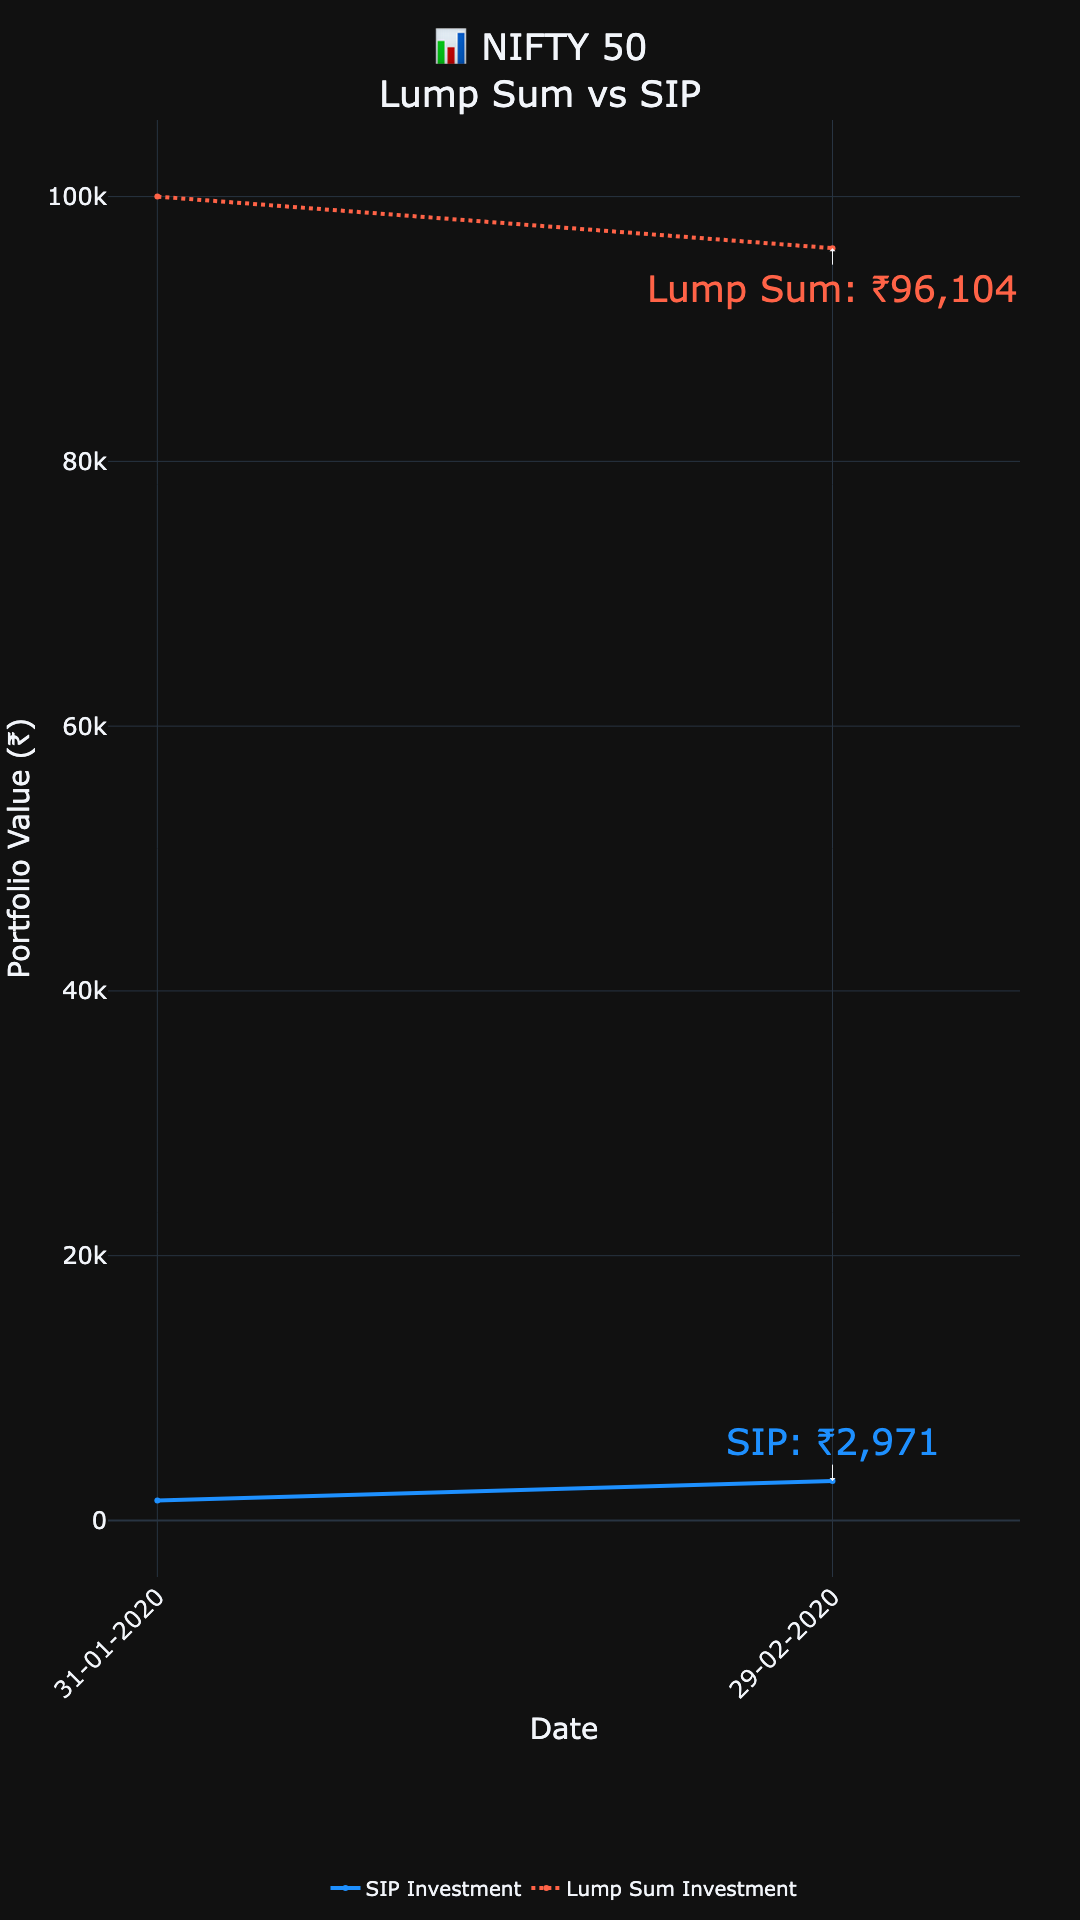 📊 NIFTY 50
Lump Sum vs SIP
100k
Lump Sum: ₹96,104
80k
60k
Portfolio Value (₹)
40k
20k
SIP: ₹2,971
0
31-01-2020
29-02-2020
Date
SIP Investment
Lump Sum Investment